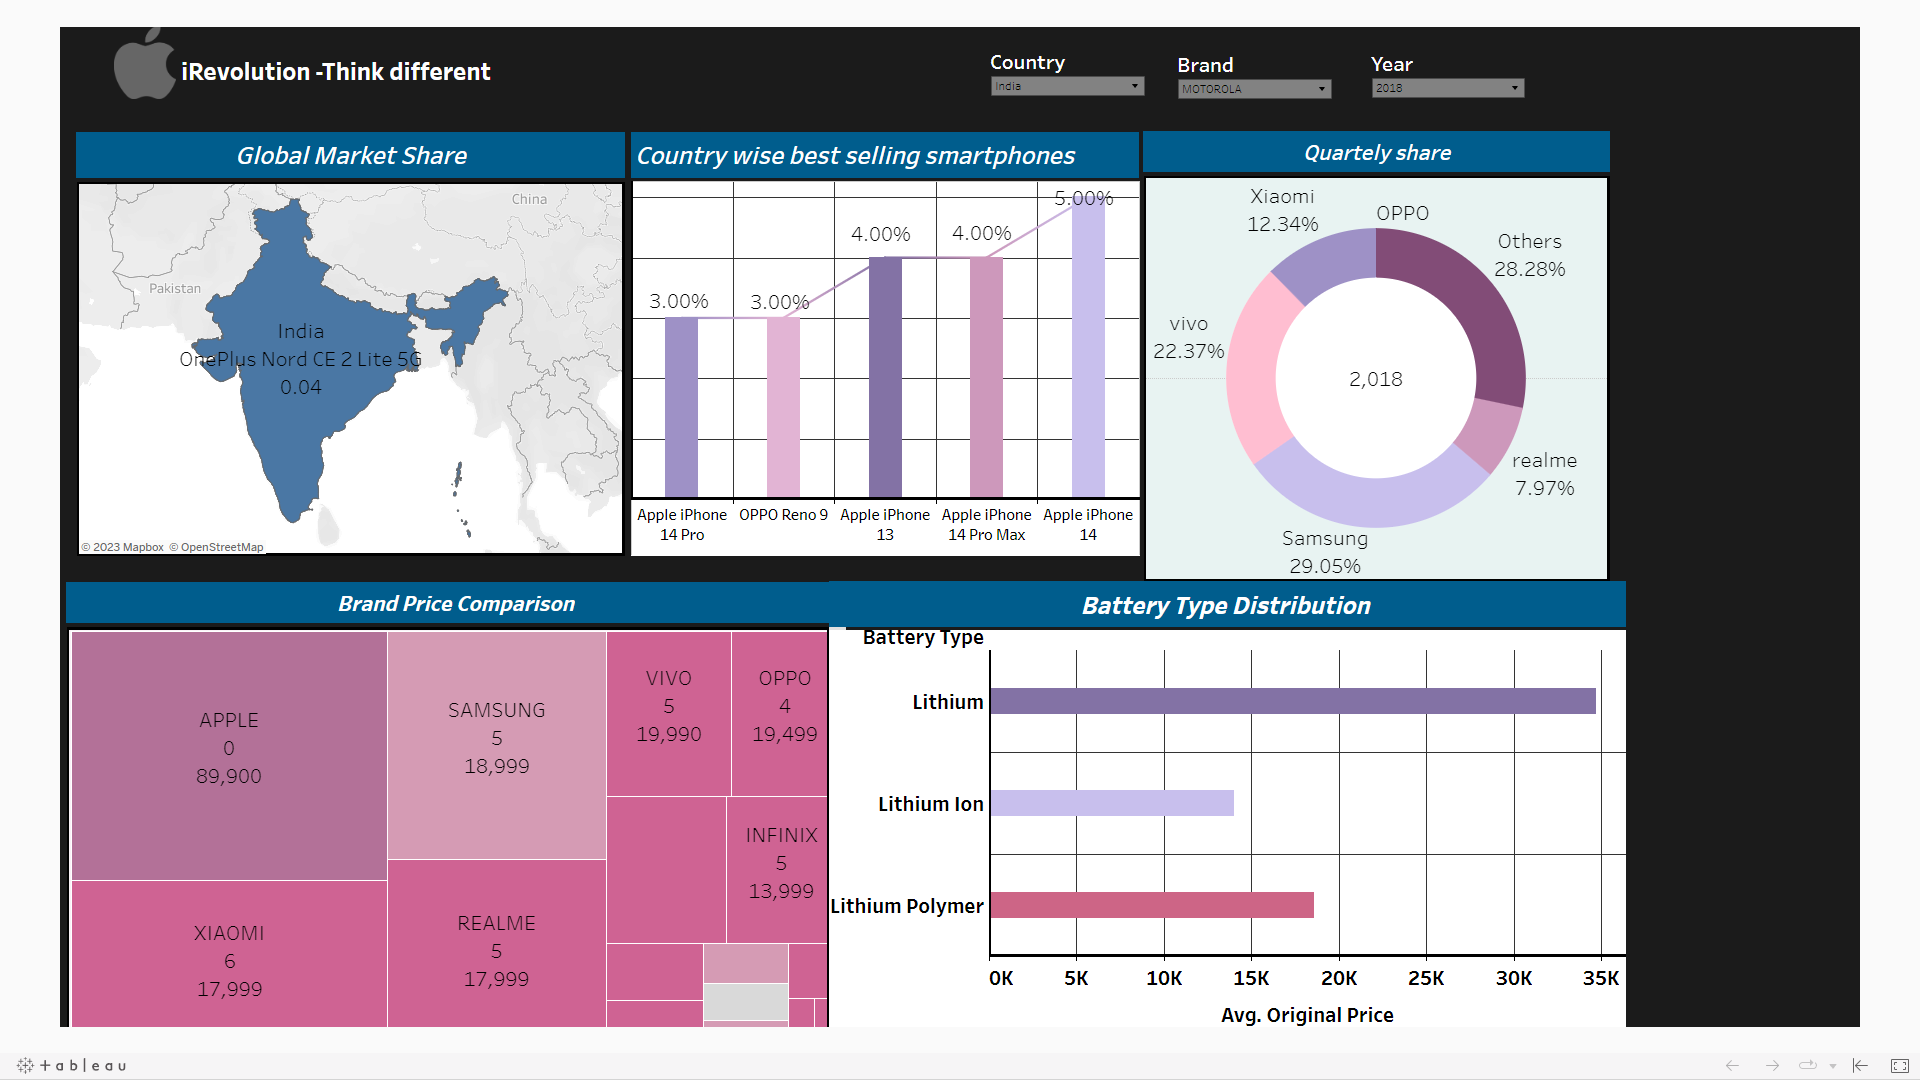 iRevolution -Think different
Country
India
Brand
MOTOROLA
Year
2018
Global Market Share
China
Pakistan
India
OnePlus Nord CE 2 Lite 5G
0.04
© 2023 Mapbox © OpenStreetMap
Country wise best selling smartphones
3.00%
3.00%
4.00%
4.00%
5.00%
Apple iPhone
14 Pro
OPPO Reno 9
Apple iPhone
13
Apple iPhone
14 Pro Max
Apple iPhone
14
Quartely share
Xiaomi
12.34%
OPPO
Others
28.28%
vivo
22.37%
2,018
realme
7.97%
Samsung
29.05%
Brand Price Comparison
APPLE
0
89,900
SAMSUNG
5
18,999
VIVO
5
19,990
OPPO
4
19,499
INFINIX
5
13,999
XIAOMI
6
17,999
REALME
5
17,999
Battery Type Distribution
Battery Type
Lithium
Lithium Ion
Lithium Polymer
0K
5K
10K
15K
20K
25K
30K
35K
Avg. Original Price
+ableau